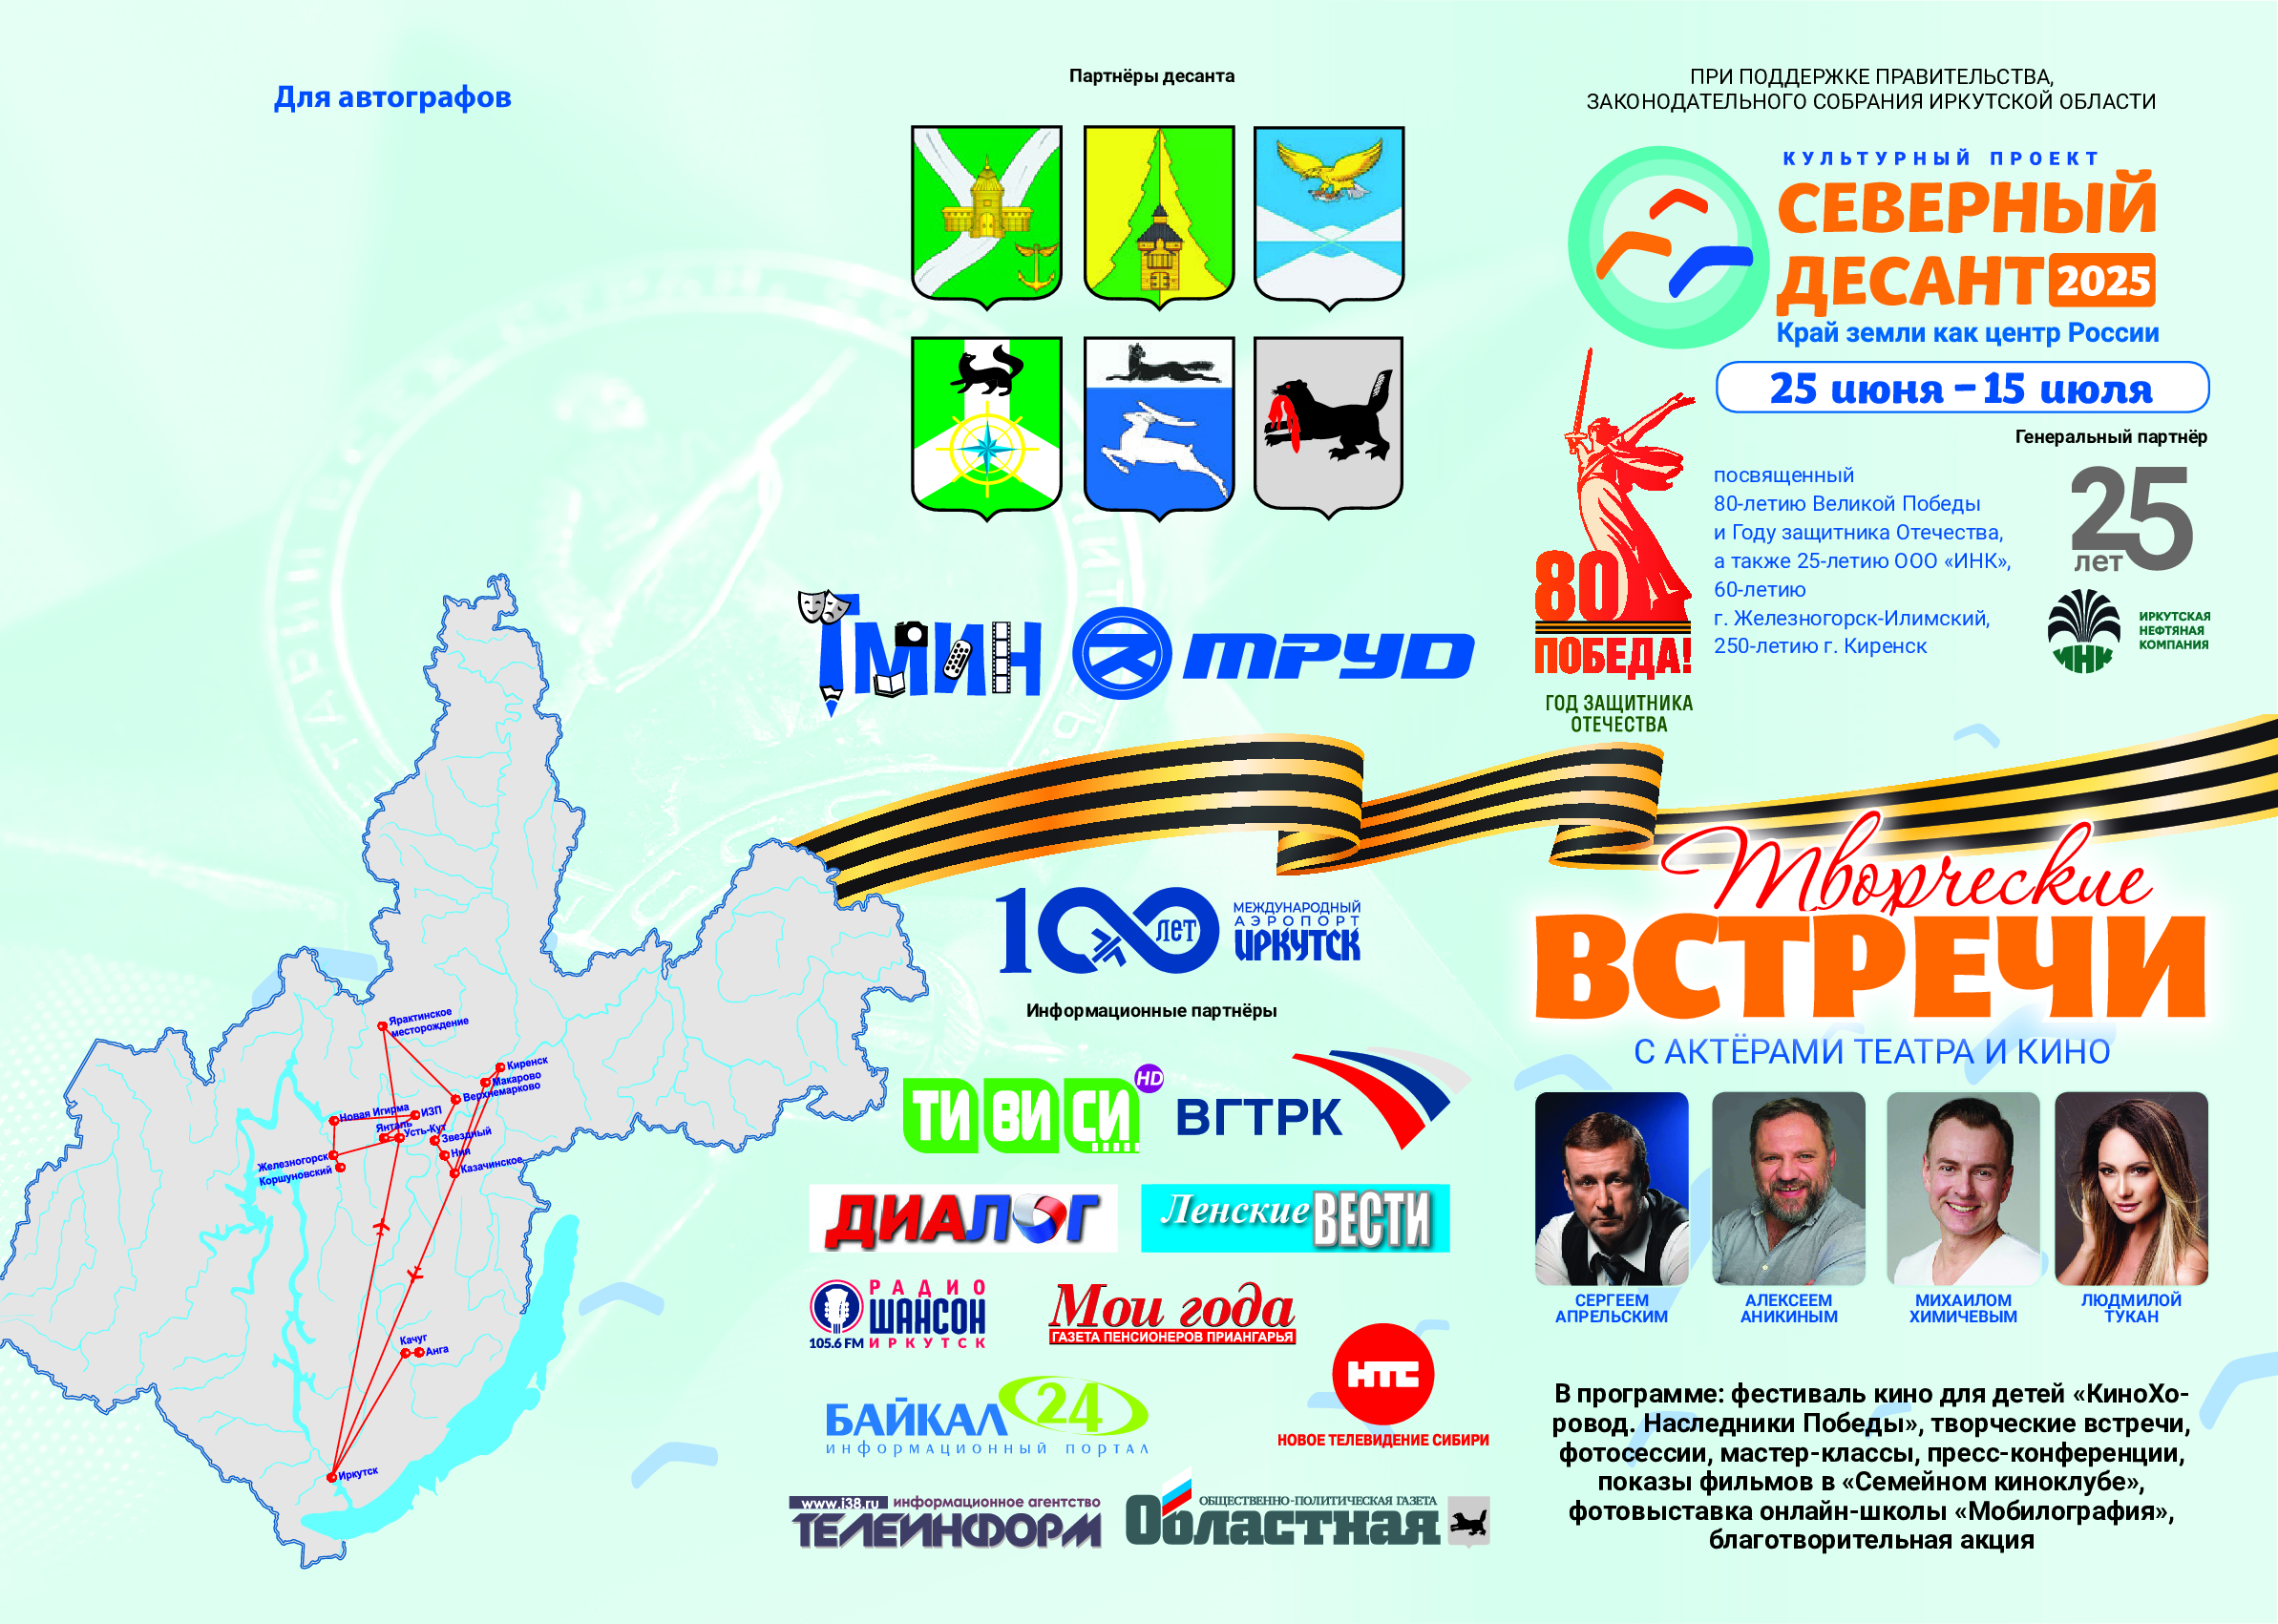 Для автографов
Ярактинское
месторождение
Киренск
Макарово
Верхнемарково
Новая Игирма
ИЗП
Янталь
Усть-Кут
Звездный
Ния
Железногорск
Коршуновский
Казачинское
Качуг
Анга
Иркутск
Партнёры десанта
ТМИН
ТРУД
100 лет
МЕЖДУНАРОДНЫЙ
АЭРОПОРТ
ИРКУТСК
Информационные партнёры
ТИ ВИ СИ HD
ВГТРК
ДИАЛОГ
Ленские ВЕСТИ
РАДИО
ШАНСОН
105.6 FM ИРКУТСК
Мои года
ГАЗЕТА ПЕНСИОНЕРОВ ПРИАНГАРЬЯ
НТС
НОВОЕ ТЕЛЕВИДЕНИЕ СИБИРИ
БАЙКАЛ 24
ИНФОРМАЦИОННЫЙ ПОРТАЛ
www.i38.ru информационное агентство
ТЕЛЕИНФОРМ
ОБЩЕСТВЕННО-ПОЛИТИЧЕСКАЯ ГАЗЕТА
Областная
ПРИ ПОДДЕРЖКЕ ПРАВИТЕЛЬСТВА,
ЗАКОНОДАТЕЛЬНОГО СОБРАНИЯ ИРКУТСКОЙ ОБЛАСТИ
КУЛЬТУРНЫЙ ПРОЕКТ
СЕВЕРНЫЙ
ДЕСАНТ 2025
Край земли как центр России
25 июня – 15 июля
Генеральный партнёр
посвященный
80-летию Великой Победы
и Году защитника Отечества,
а также 25-летию ООО «ИНК»,
60-летию
г. Железногорск-Илимский,
250-летию г. Киренск
25
лет
ИНК
ИРКУТСКАЯ
НЕФТЯНАЯ
КОМПАНИЯ
80
ПОБЕДА!
ГОД ЗАЩИТНИКА
ОТЕЧЕСТВА
Творческие
ВСТРЕЧИ
С АКТЁРАМИ ТЕАТРА И КИНО
СЕРГЕЕМ
АПРЕЛЬСКИМ
АЛЕКСЕЕМ
АНИКИНЫМ
МИХАИЛОМ
ХИМИЧЕВЫМ
ЛЮДМИЛОЙ
ТУКАН
В программе: фестиваль кино для детей «КиноХо-
ровод. Наследники Победы», творческие встречи,
фотосессии, мастер-классы, пресс-конференции,
показы фильмов в «Семейном киноклубе»,
фотовыставка онлайн-школы «Мобилография»,
благотворительная акция